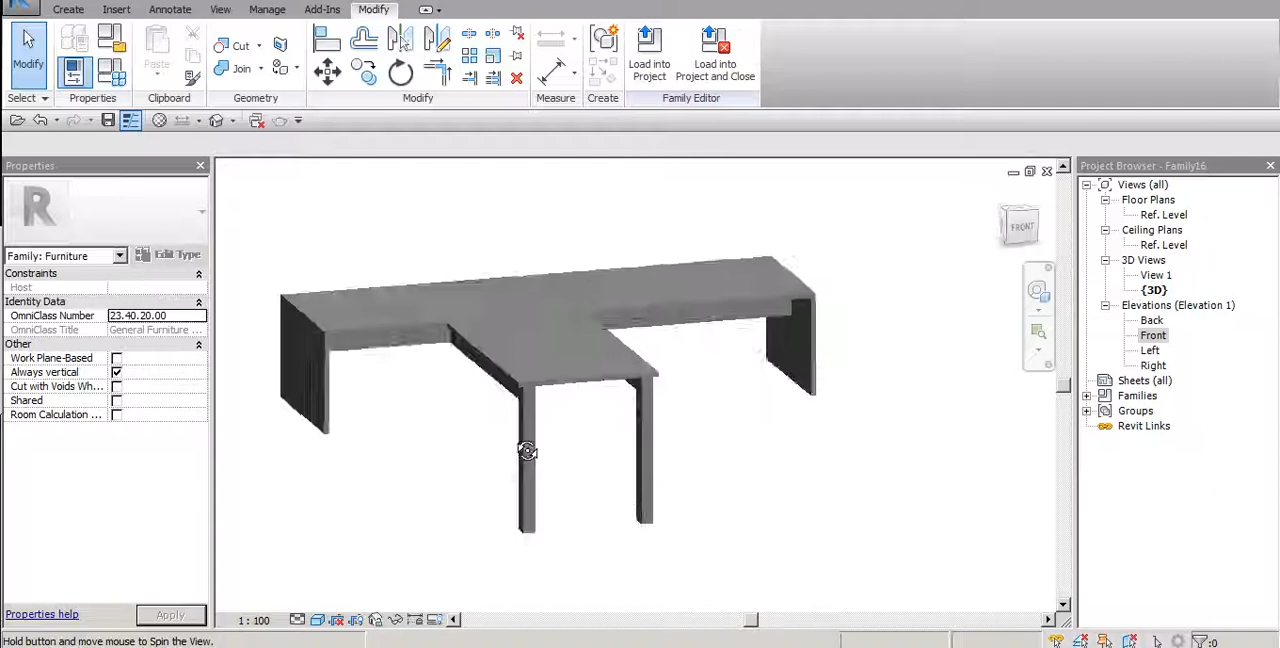 Create Insert Annotate View Manage Add-Ins Modify
Modify
Paste
Cut
Join
Load into Project
Load into Project and Close
Select Properties Clipboard Geometry Modify Measure Create Family Editor
Properties
R
Family: Furniture
Edit Type
Constraints
Host
Identity Data
OmniClass Number 23.40.20.00
OmniClass Title General Furniture ...
Other
Work Plane-Based
Always vertical
Cut with Voids Wh...
Shared
Room Calculation ...
Properties help
Apply
FRONT
1 : 100
Project Browser - Family16
Views (all)
Floor Plans
Ref. Level
Ceiling Plans
Ref. Level
3D Views
View 1
{3D}
Elevations (Elevation 1)
Back
Front
Left
Right
Sheets (all)
Families
Groups
Revit Links
Hold button and move mouse to Spin the View.
:0